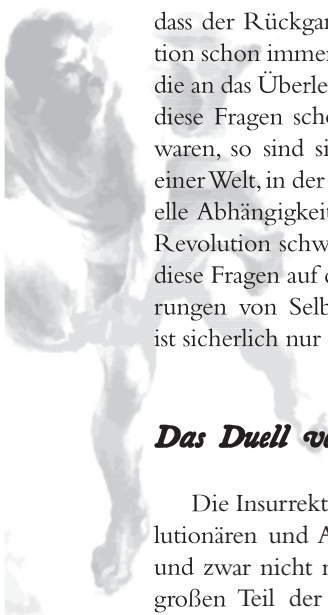 dass der Rückgan
tion schon immer
die an das Überle
diese Fragen scho
waren, so sind si
einer Welt, in der
elle Abhängigkeit
Revolution schw
diese Fragen auf d
rungen von Selb
ist sicherlich nur
Das Duell vo
Die Insurrekt
lutionären und A
und zwar nicht n
großen Teil der